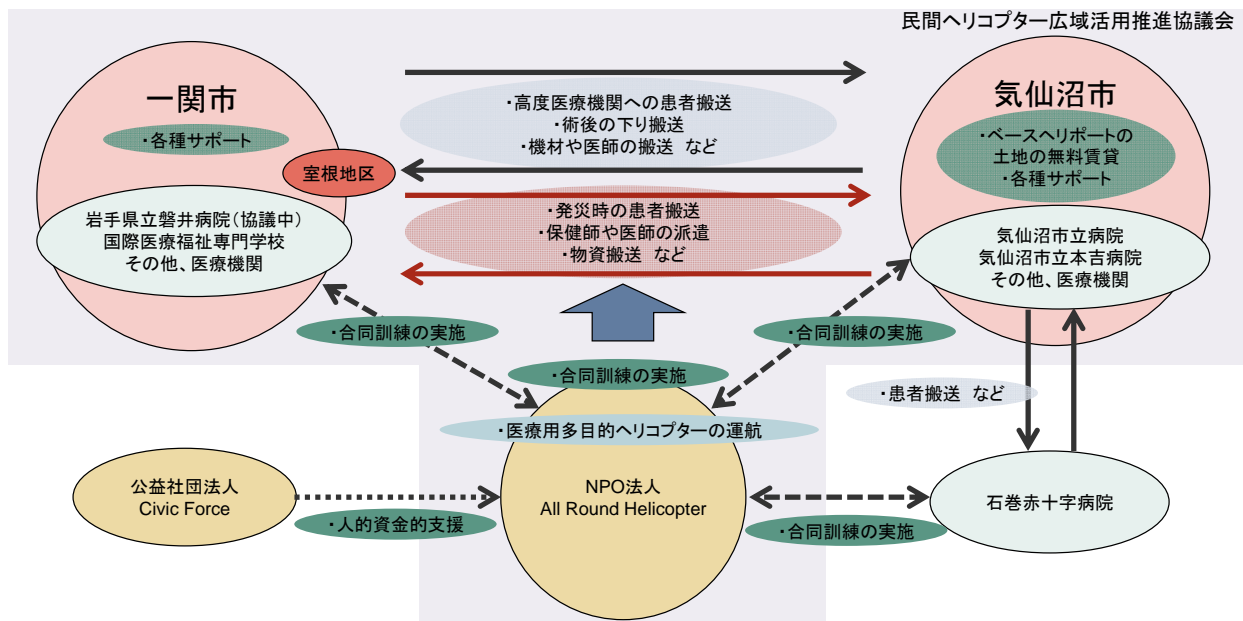 民間ヘリコプター広域活用推進協議会
一関市
・各種サポート
室根地区
岩手県立磐井病院(協議中)
国際医療福祉専門学校
その他、医療機関
・高度医療機関への患者搬送
・術後の下り搬送
・機材や医師の搬送 など
・発災時の患者搬送
・保健師や医師の派遣
・物資搬送 など
気仙沼市
・ベースヘリポートの
土地の無料賃貸
・各種サポート
気仙沼市立病院
気仙沼市立本吉病院
その他、医療機関
・合同訓練の実施
・合同訓練の実施
・合同訓練の実施
・患者搬送 など
・医療用多目的ヘリコプターの運航
公益社団法人
Civic Force
・人的資金的支援
NPO法人
All Round Helicopter
・合同訓練の実施
石巻赤十字病院